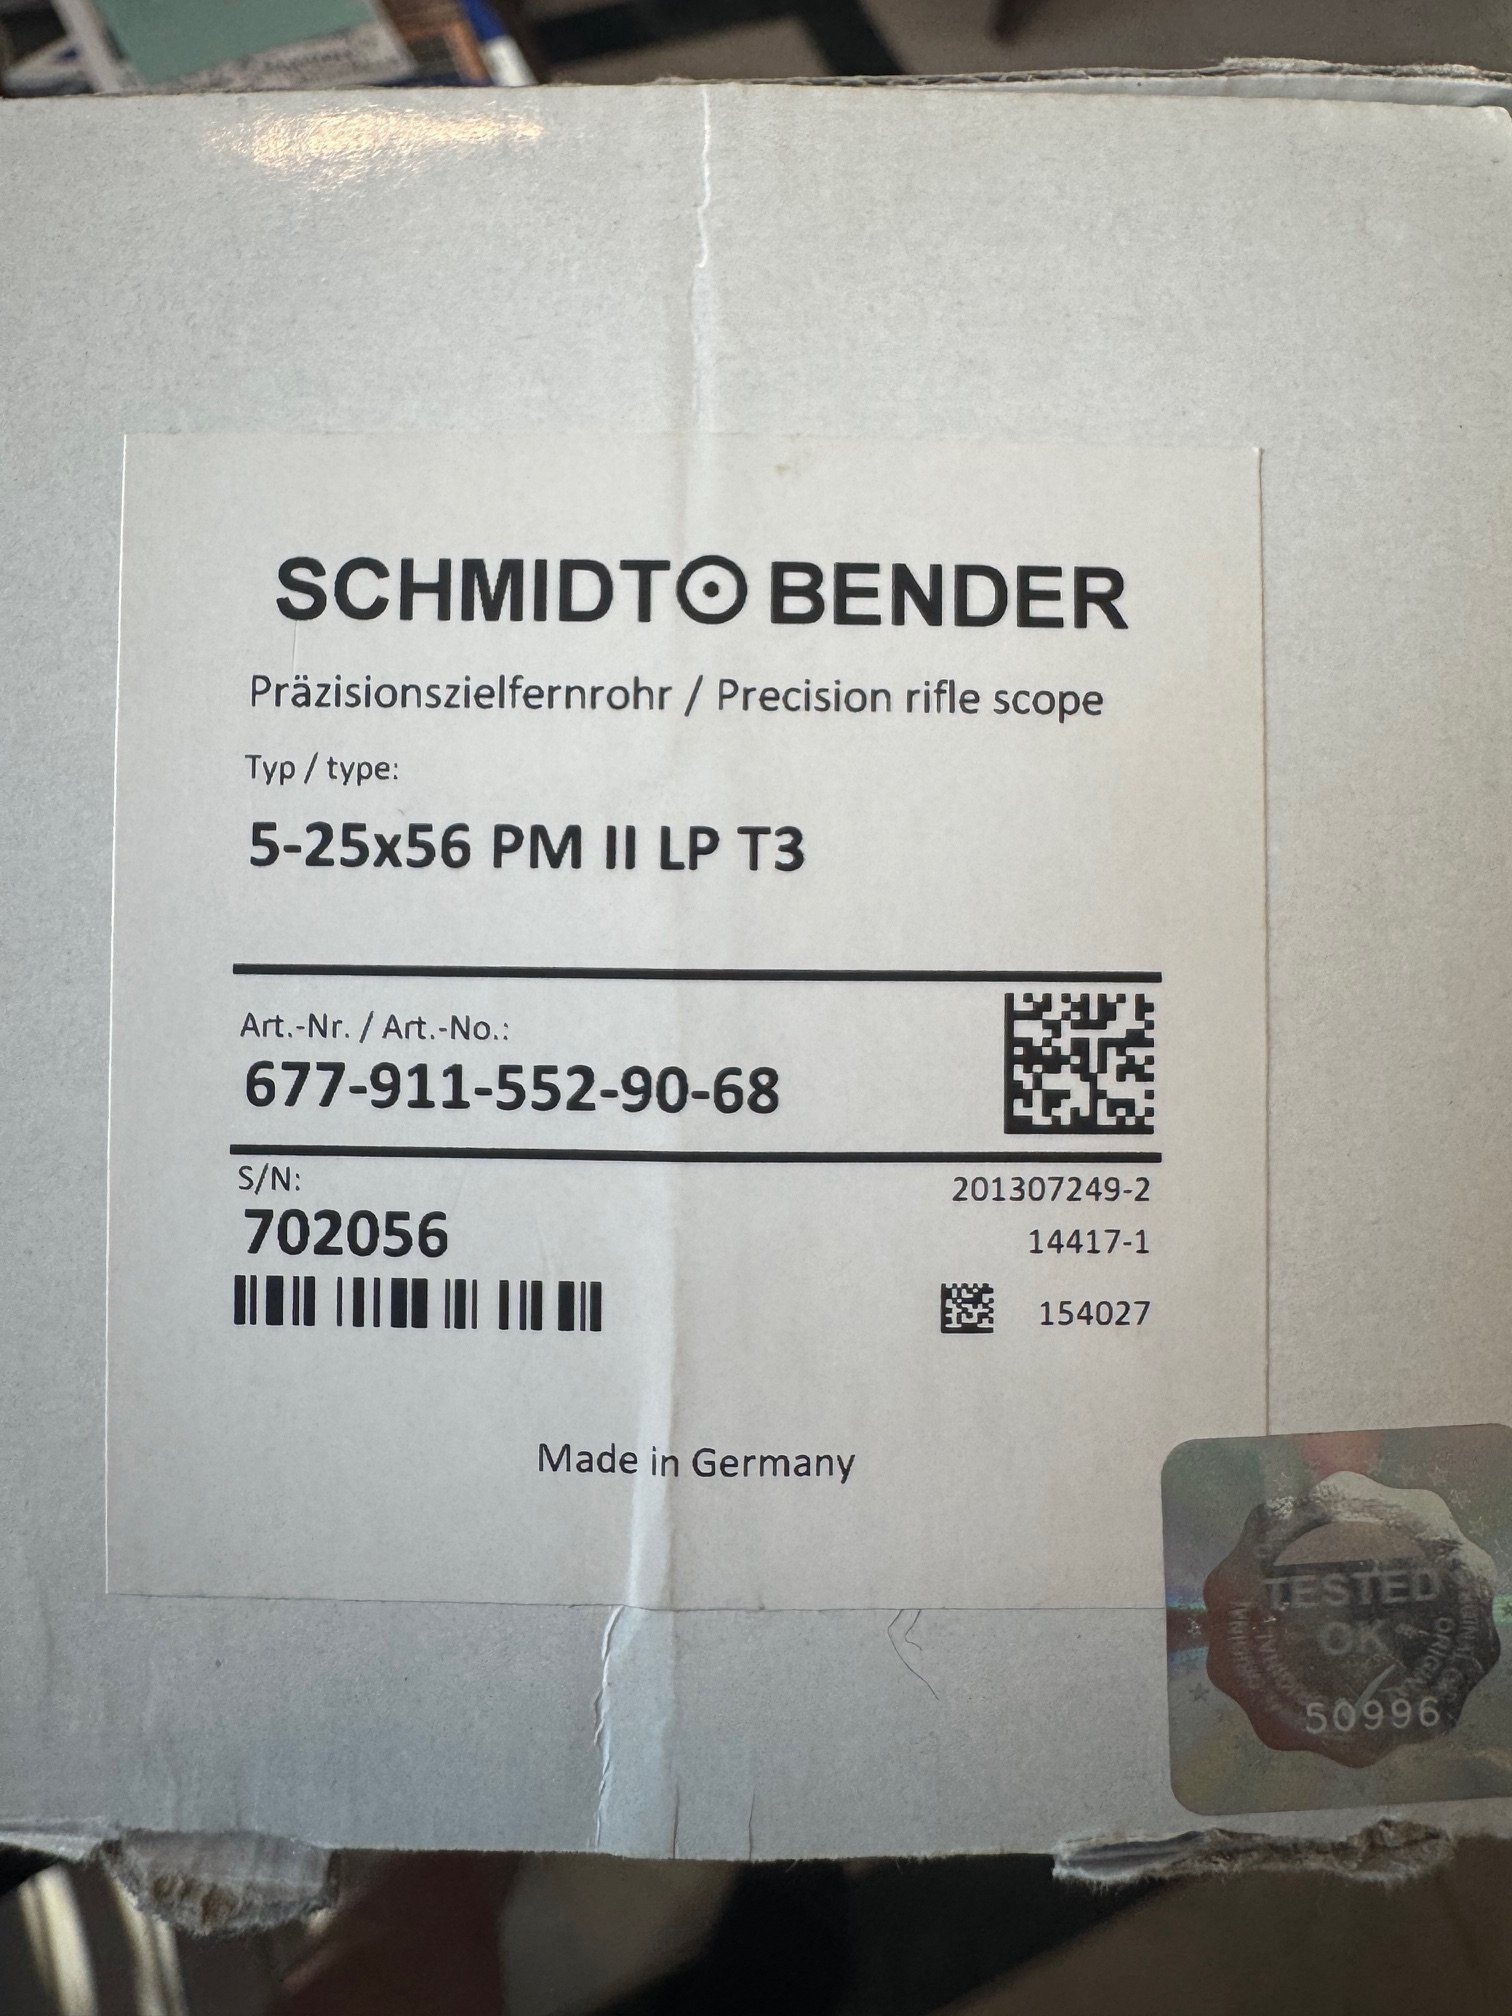 SCHMIDT BENDER
Präzisionszielfernrohr / Precision rifle scope
Typ / type:
5-25x56 PM II LP T3
Art.-Nr. / Art.-No.:
677-911-552-90-68
S/N:
702056
201307249-2
14417-1
154027
Made in Germany
TESTED
OK
ORIGINAL
50996